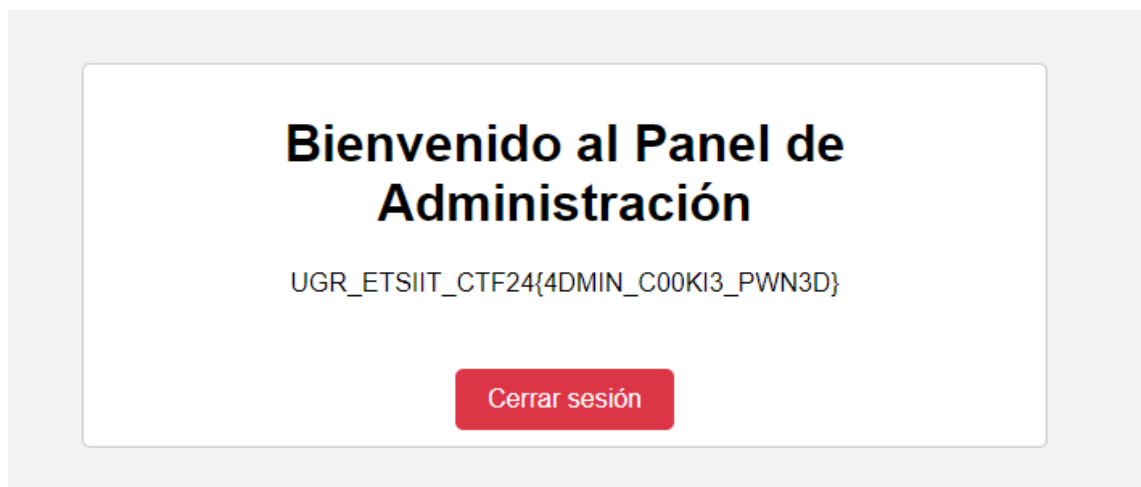 Bienvenido al Panel de
Administración
UGR_ETSIIT_CTF24{4DMIN_C00KI3_PWN3D}
Cerrar sesión